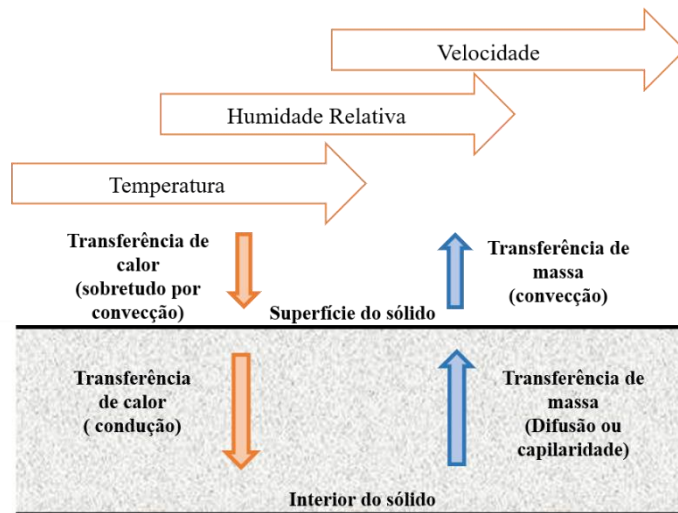 Velocidade
Humidade Relativa
Temperatura
Transferência de
calor
(sobretudo por
convecção)
Transferência de
massa
(convecção)
Superfície do sólido
Transferência
de calor
( condução)
Transferência de
massa
(Difusão ou
capilaridade)
Interior do sólido